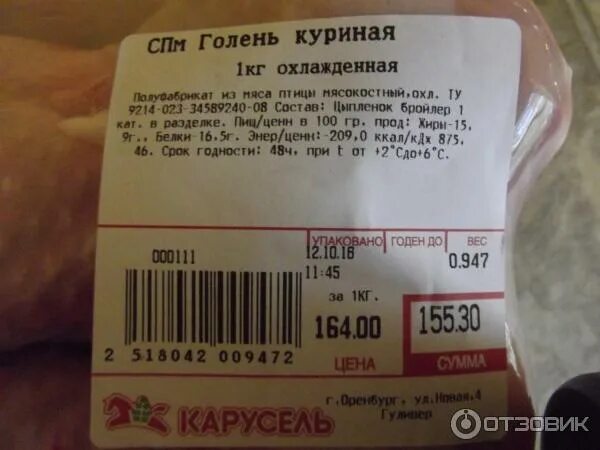 СПм Голень куриная
1кг охлажденная
Полуфабрикат из мяса птицы мясокостный,охл. ТУ
9214-023-34589240-08 Состав: Цыпленок бройлер 1
кат. в разделке. Пищ/ценн в 100 гр. прод: Жиры-15,
9г., Белки-16,5г. Энер/ценн:-209,0 ккал/кДж 875,
46. Срок годности: 48ч. при t от +2°Сдо+6°С.
УПАКОВАНО ГОДЕН ДО ВЕС
000111 12.10.16 0.947
11:45
за 1КГ.
164.00 155.30
ЦЕНА СУММА
2 518042 009472
КАРУСЕЛЬ
г.Оренбург, ул.Новая,4
Гуливер
ОТЗОВИК